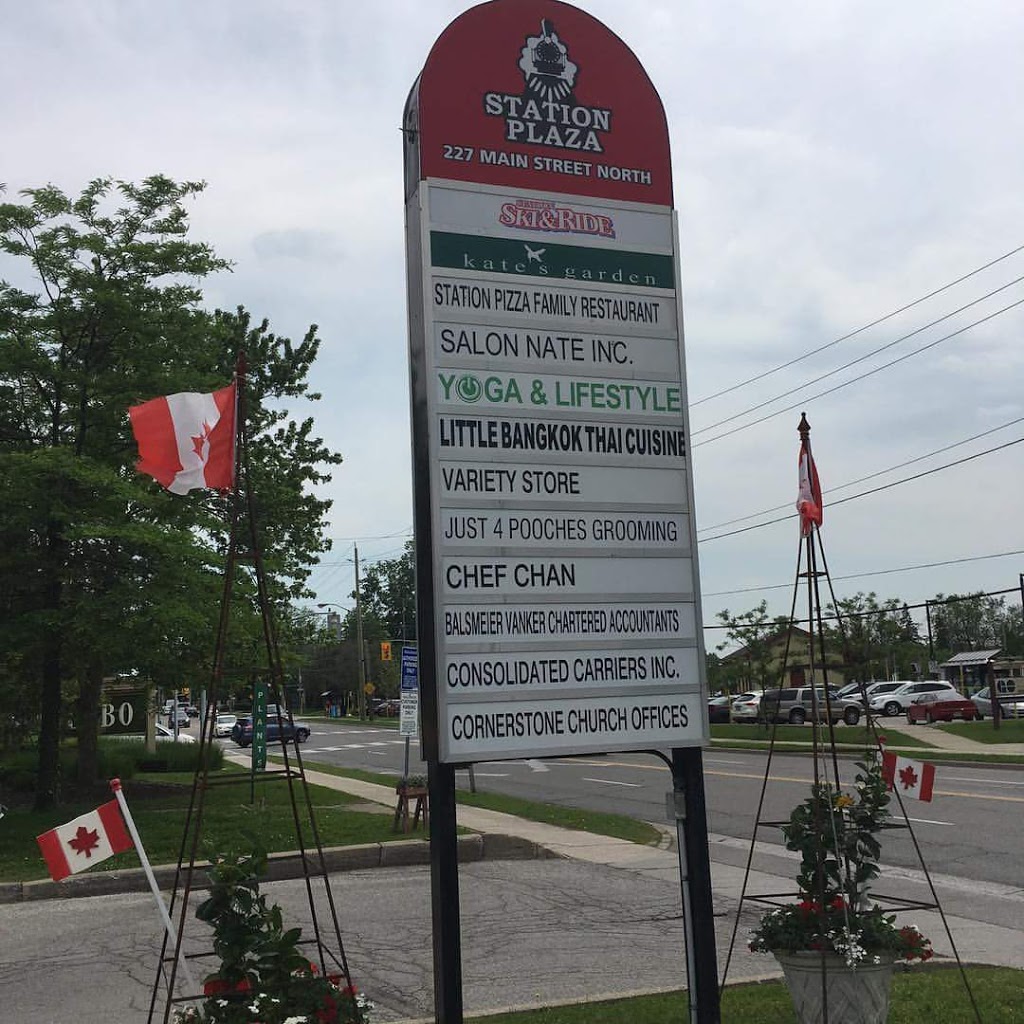 STATION
PLAZA
227 MAIN STREET NORTH
SKI&RIDE
kate's garden
STATION PIZZA FAMILY RESTAURANT
SALON NATE INC.
YOGA & LIFESTYLE
LITTLE BANGKOK THAI CUISINE
VARIETY STORE
JUST 4 POOCHES GROOMING
CHEF CHAN
BALSMEIER VANKER CHARTERED ACCOUNTANTS
CONSOLIDATED CARRIERS INC.
CORNERSTONE CHURCH OFFICES
BO
PLANT